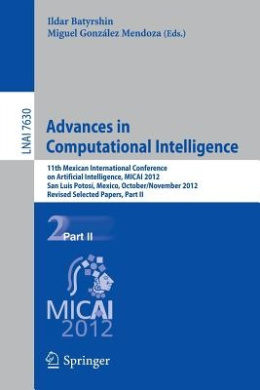 Ildar Batyrshin
Miguel González Mendoza (Eds.)
LNAI 7630
Advances in
Computational Intelligence
11th Mexican International Conference
on Artificial Intelligence, MICAI 2012
San Luis Potosí, Mexico, October/November 2012
Revised Selected Papers, Part II
2 Part II
MICAI
2012
Springer